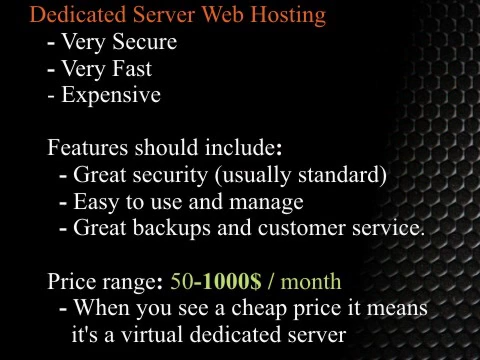 Dedicated Server Web Hosting
- Very Secure
- Very Fast
- Expensive
Features should include:
- Great security (usually standard)
- Easy to use and manage
- Great backups and customer service.
Price range: 50-1000$ / month
- When you see a cheap price it means
it's a virtual dedicated server